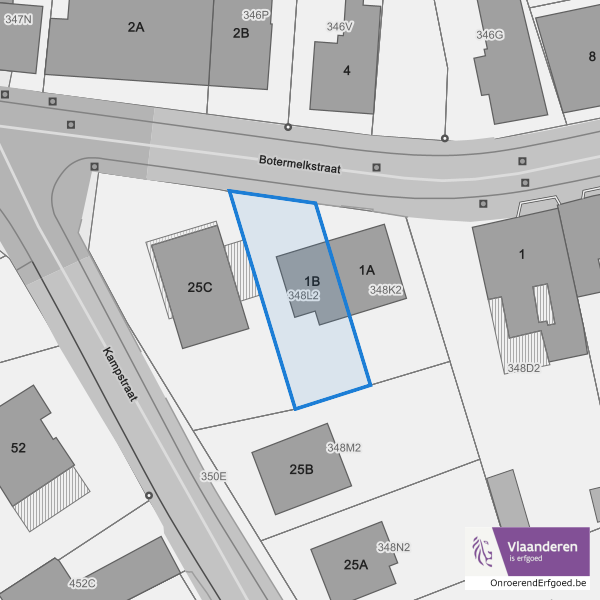 347N
2A
346P
2B
346V
4
346G
8
Botermelkstraat
25C
1B
348L2
1A
348K2
1
348D2
Kampstraat
52
348M2
25B
350E
348N2
25A
452C
Vlaanderen
is erfgoed
OnroerendErfgoed.be